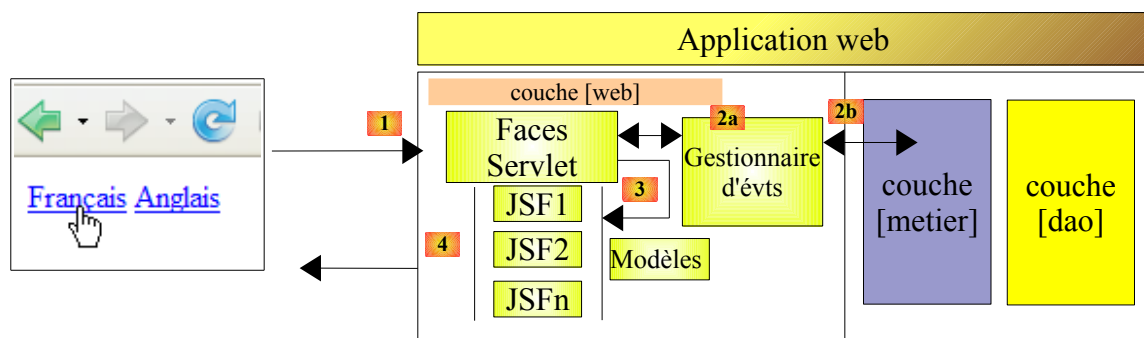 Application web
couche [web]
1
Faces
Servlet
2a
2b
Gestionnaire
d'évts
Français Anglais
3
JSF1
couche
[metier]
couche
[dao]
4
JSF2
Modèles
JSFn